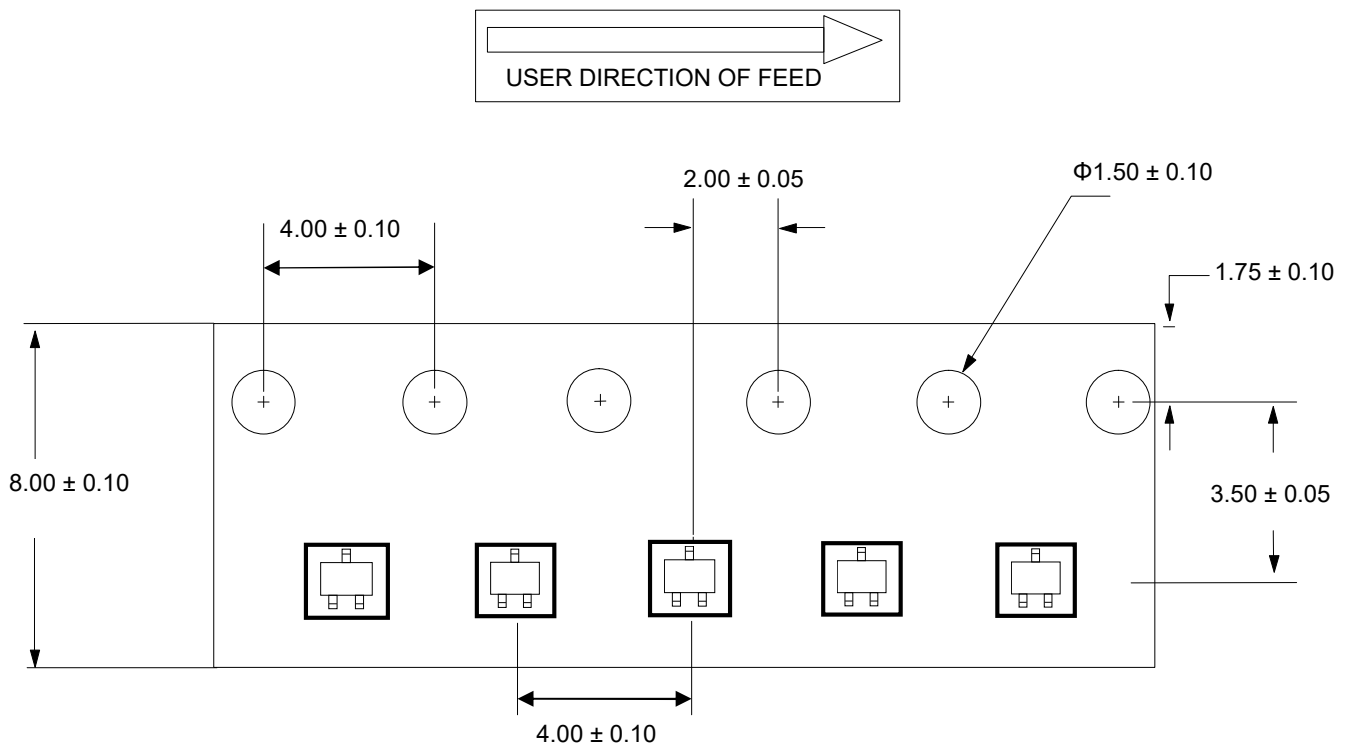 USER DIRECTION OF FEED
2.00 ± 0.05
Φ1.50 ± 0.10
4.00 ± 0.10
1.75 ± 0.10
8.00 ± 0.10
3.50 ± 0.05
4.00 ± 0.10